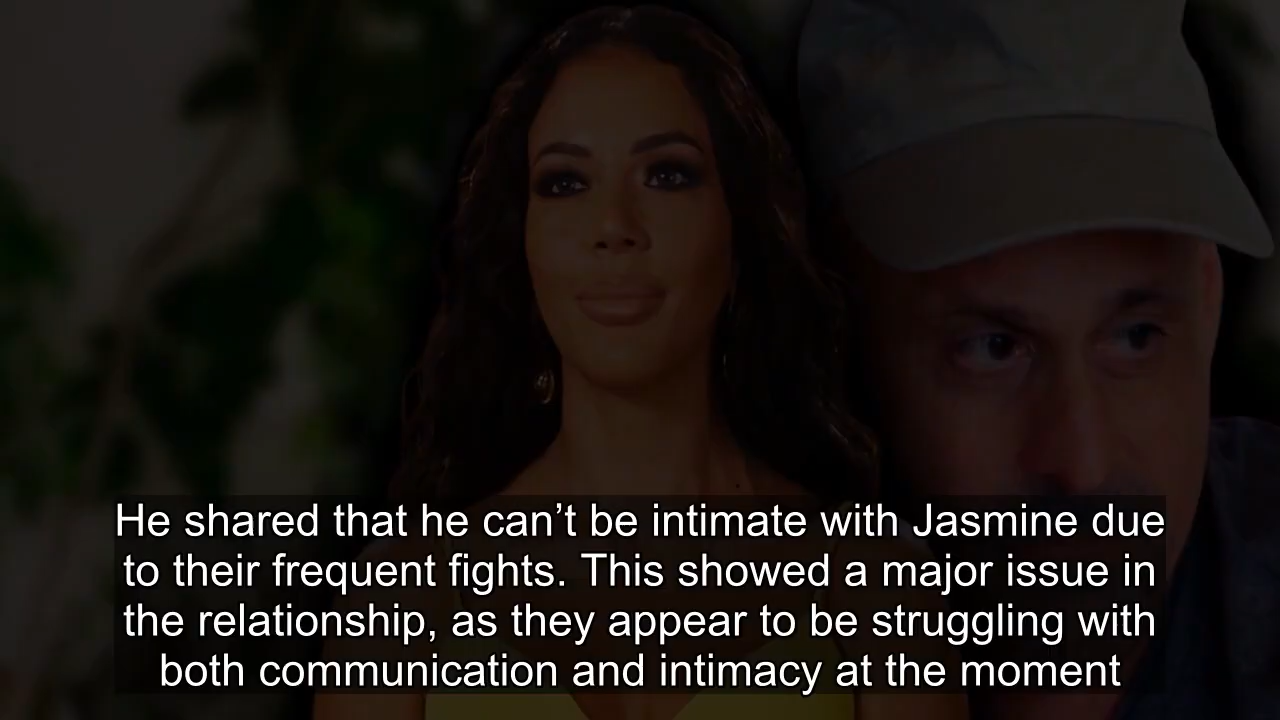 He shared that he can’t be intimate with Jasmine due
to their frequent fights. This showed a major issue in
the relationship, as they appear to be struggling with
both communication and intimacy at the moment